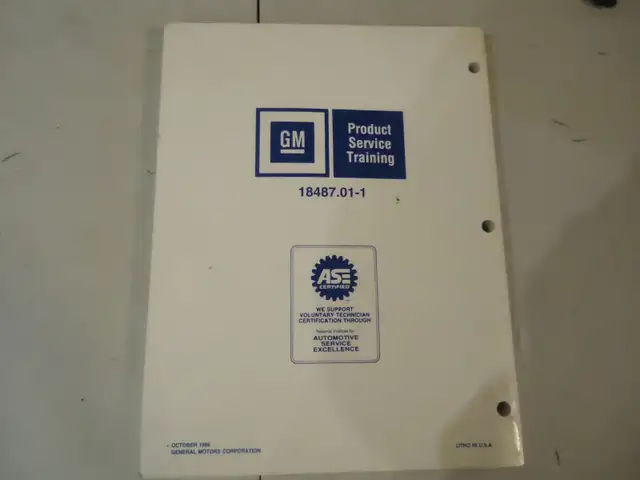 GM
Product
Service
Training
18487.01-1
ASE
CERTIFIED
WE SUPPORT
VOLUNTARY TECHNICIAN
CERTIFICATION THROUGH
National Institute for
AUTOMOTIVE
SERVICE
EXCELLENCE
OCTOBER
GENERAL MOTORS CORPORATION
LITHO IN U.S.A.